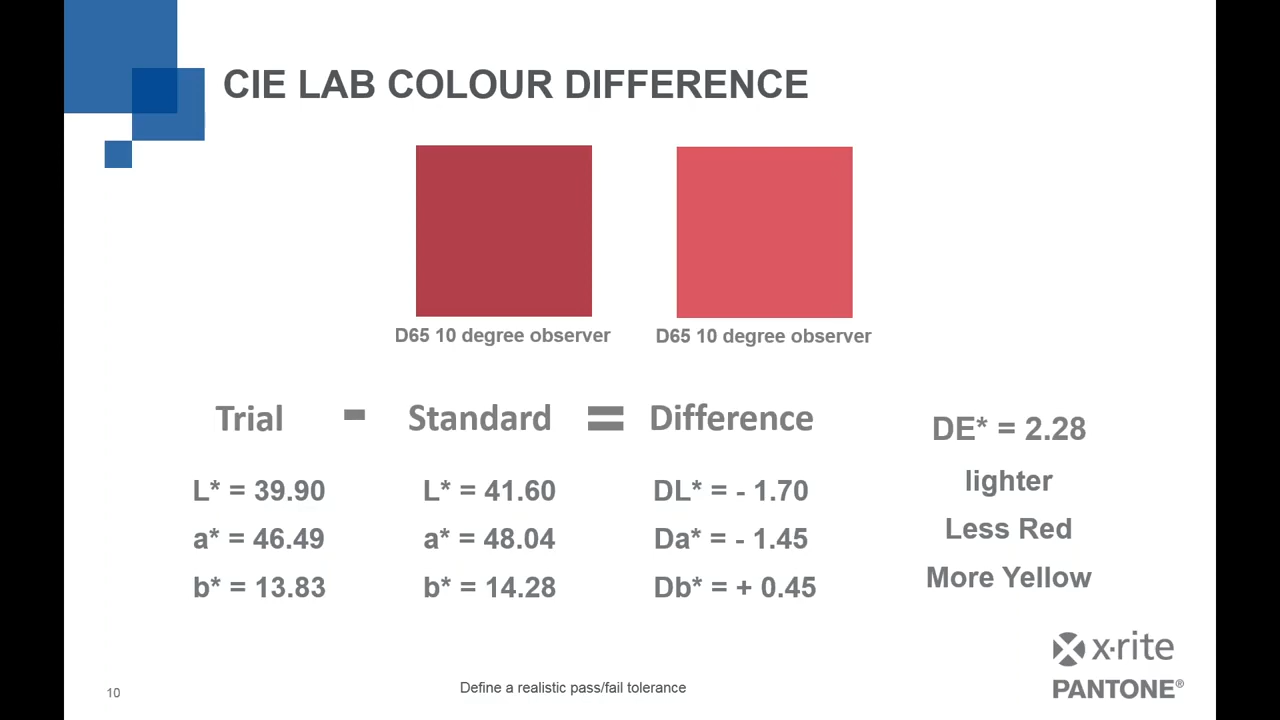 CIE LAB COLOUR DIFFERENCE
D65 10 degree observer
D65 10 degree observer
Trial - Standard = Difference
DE* = 2.28
L* = 39.90
L* = 41.60
DL* = - 1.70
lighter
a* = 46.49
a* = 48.04
Da* = - 1.45
Less Red
b* = 13.83
b* = 14.28
Db* = + 0.45
More Yellow
x·rite
PANTONE®
10
Define a realistic pass/fail tolerance